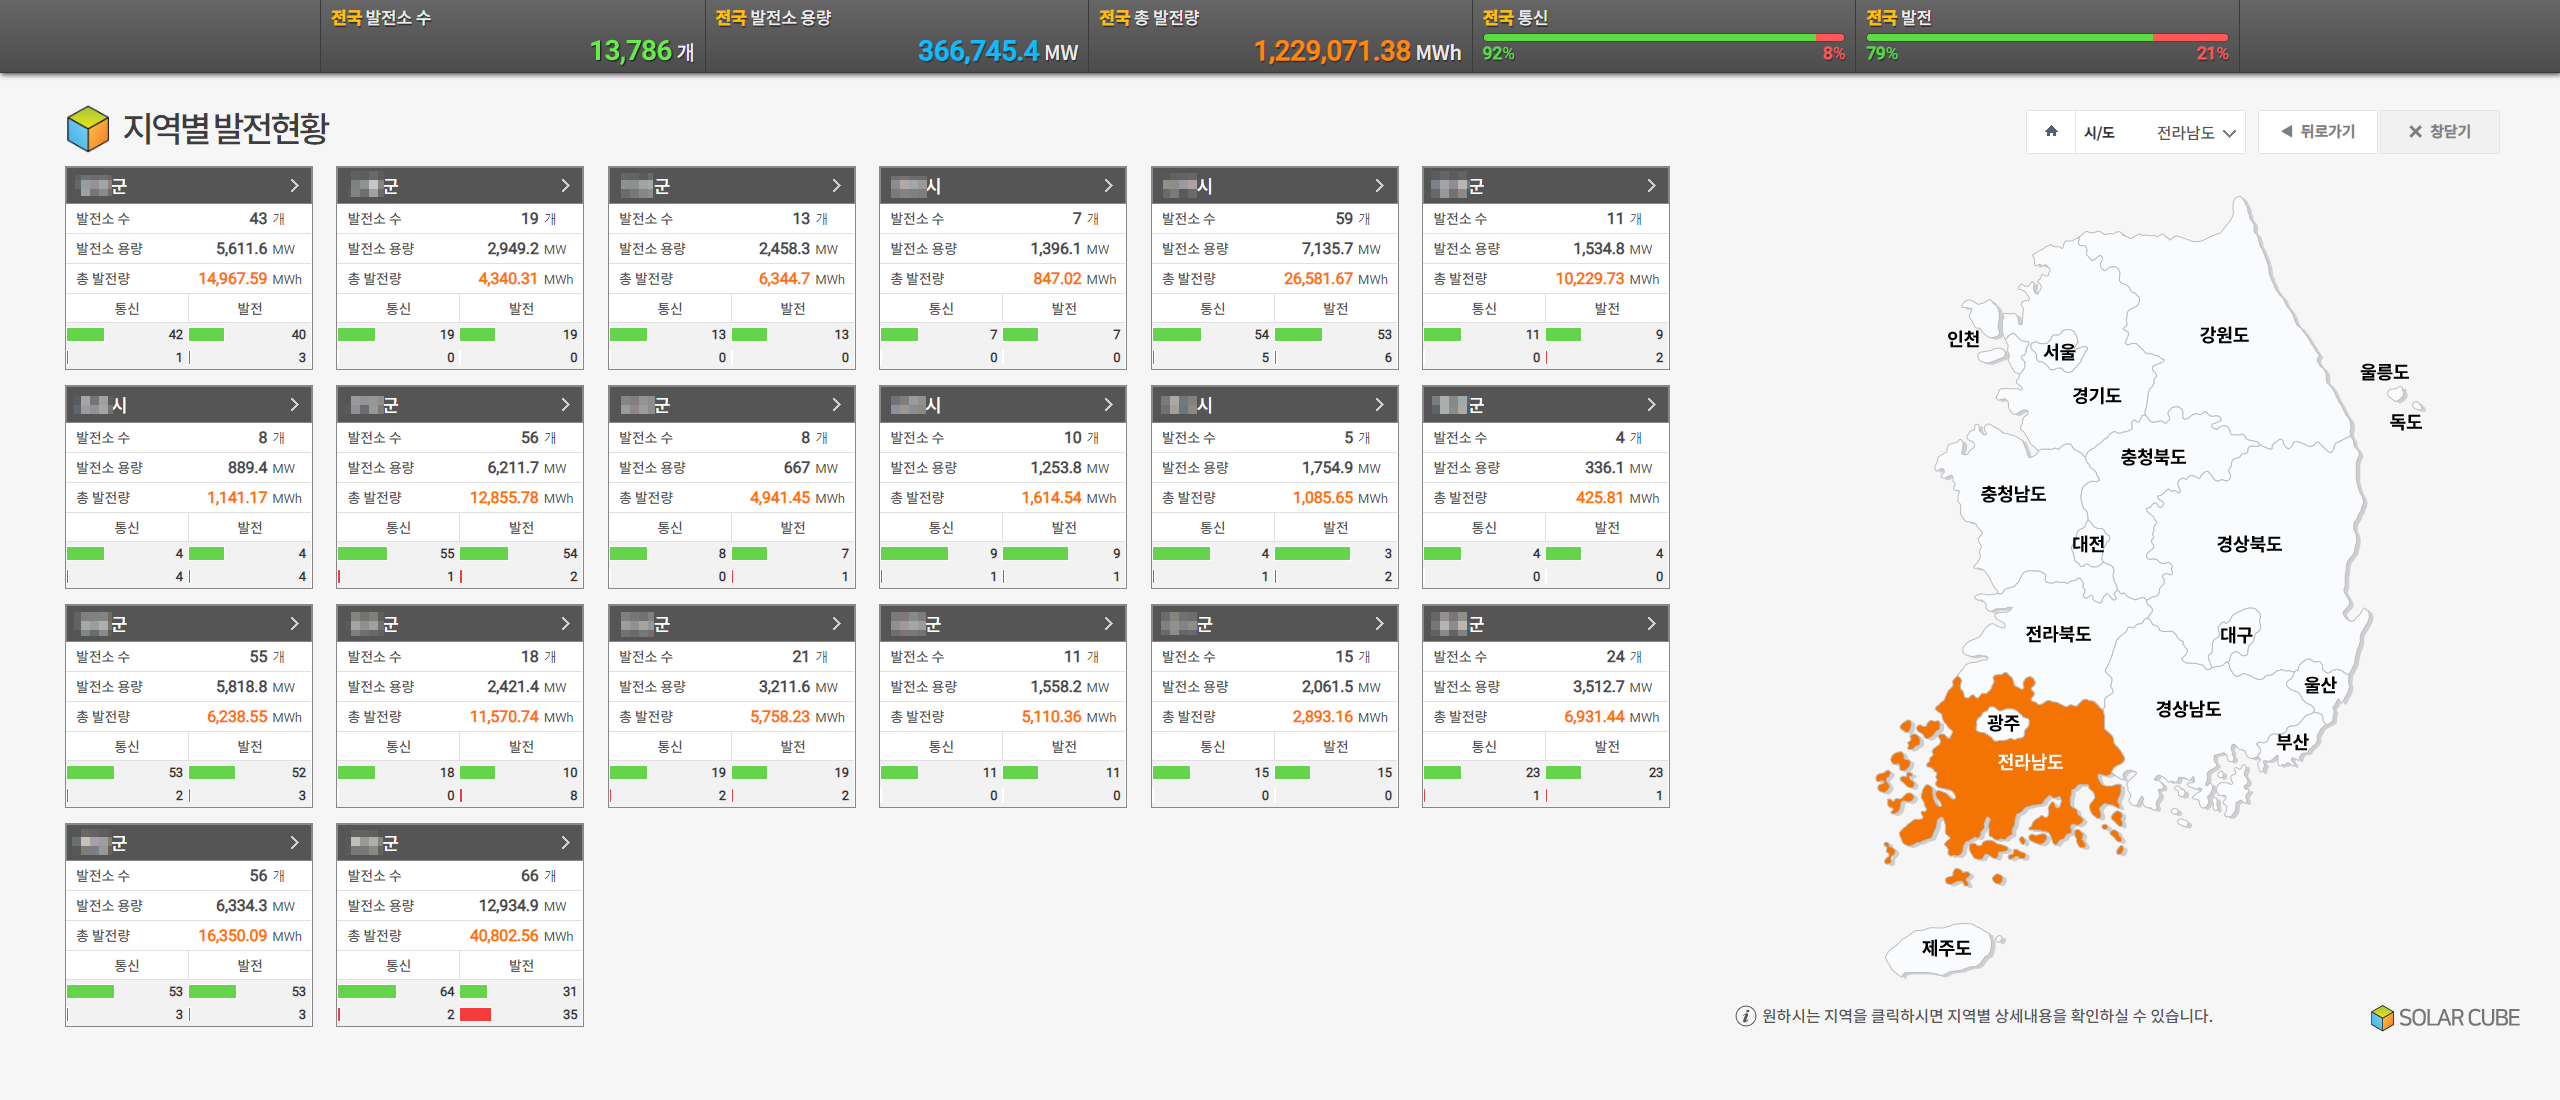 전국 발전소 수
13,786 개
전국 발전소 용량
366,745.4 MW
전국 총 발전량
1,229,071.38 MWh
전국 통신
92% 8%
전국 발전
79% 21%
지역별 발전현황
시/도 전라남도
뒤로가기
창닫기
군
발전소 수 43 개
발전소 용량 5,611.6 MW
총 발전량 14,967.59 MWh
통신 발전
42 40
1 3
군
발전소 수 19 개
발전소 용량 2,949.2 MW
총 발전량 4,340.31 MWh
통신 발전
19 19
0 0
군
발전소 수 13 개
발전소 용량 2,458.3 MW
총 발전량 6,344.7 MWh
통신 발전
13 13
0 0
시
발전소 수 7 개
발전소 용량 1,396.1 MW
총 발전량 847.02 MWh
통신 발전
7 7
0 0
시
발전소 수 59 개
발전소 용량 7,135.7 MW
총 발전량 26,581.67 MWh
통신 발전
54 53
5 6
군
발전소 수 11 개
발전소 용량 1,534.8 MW
총 발전량 10,229.73 MWh
통신 발전
11 9
0 2
시
발전소 수 8 개
발전소 용량 889.4 MW
총 발전량 1,141.17 MWh
통신 발전
4 4
4 4
군
발전소 수 56 개
발전소 용량 6,211.7 MW
총 발전량 12,855.78 MWh
통신 발전
55 54
1 2
군
발전소 수 8 개
발전소 용량 667 MW
총 발전량 4,941.45 MWh
통신 발전
8 7
0 1
시
발전소 수 10 개
발전소 용량 1,253.8 MW
총 발전량 1,614.54 MWh
통신 발전
9 9
1 1
시
발전소 수 5 개
발전소 용량 1,754.9 MW
총 발전량 1,085.65 MWh
통신 발전
4 3
1 2
군
발전소 수 4 개
발전소 용량 336.1 MW
총 발전량 425.81 MWh
통신 발전
4 4
0 0
군
발전소 수 55 개
발전소 용량 5,818.8 MW
총 발전량 6,238.55 MWh
통신 발전
53 52
2 3
군
발전소 수 18 개
발전소 용량 2,421.4 MW
총 발전량 11,570.74 MWh
통신 발전
18 10
0 8
군
발전소 수 21 개
발전소 용량 3,211.6 MW
총 발전량 5,758.23 MWh
통신 발전
19 19
2 2
군
발전소 수 11 개
발전소 용량 1,558.2 MW
총 발전량 5,110.36 MWh
통신 발전
11 11
0 0
군
발전소 수 15 개
발전소 용량 2,061.5 MW
총 발전량 2,893.16 MWh
통신 발전
15 15
0 0
군
발전소 수 24 개
발전소 용량 3,512.7 MW
총 발전량 6,931.44 MWh
통신 발전
23 23
1 1
군
발전소 수 56 개
발전소 용량 6,334.3 MW
총 발전량 16,350.09 MWh
통신 발전
53 53
3 3
군
발전소 수 66 개
발전소 용량 12,934.9 MW
총 발전량 40,802.56 MWh
통신 발전
64 31
2 35
인천
서울
강원도
경기도
울릉도
독도
충청북도
충청남도
대전
경상북도
전라북도
대구
울산
경상남도
광주
부산
전라남도
제주도
원하시는 지역을 클릭하시면 지역별 상세내용을 확인하실 수 있습니다.
SOLAR CUBE